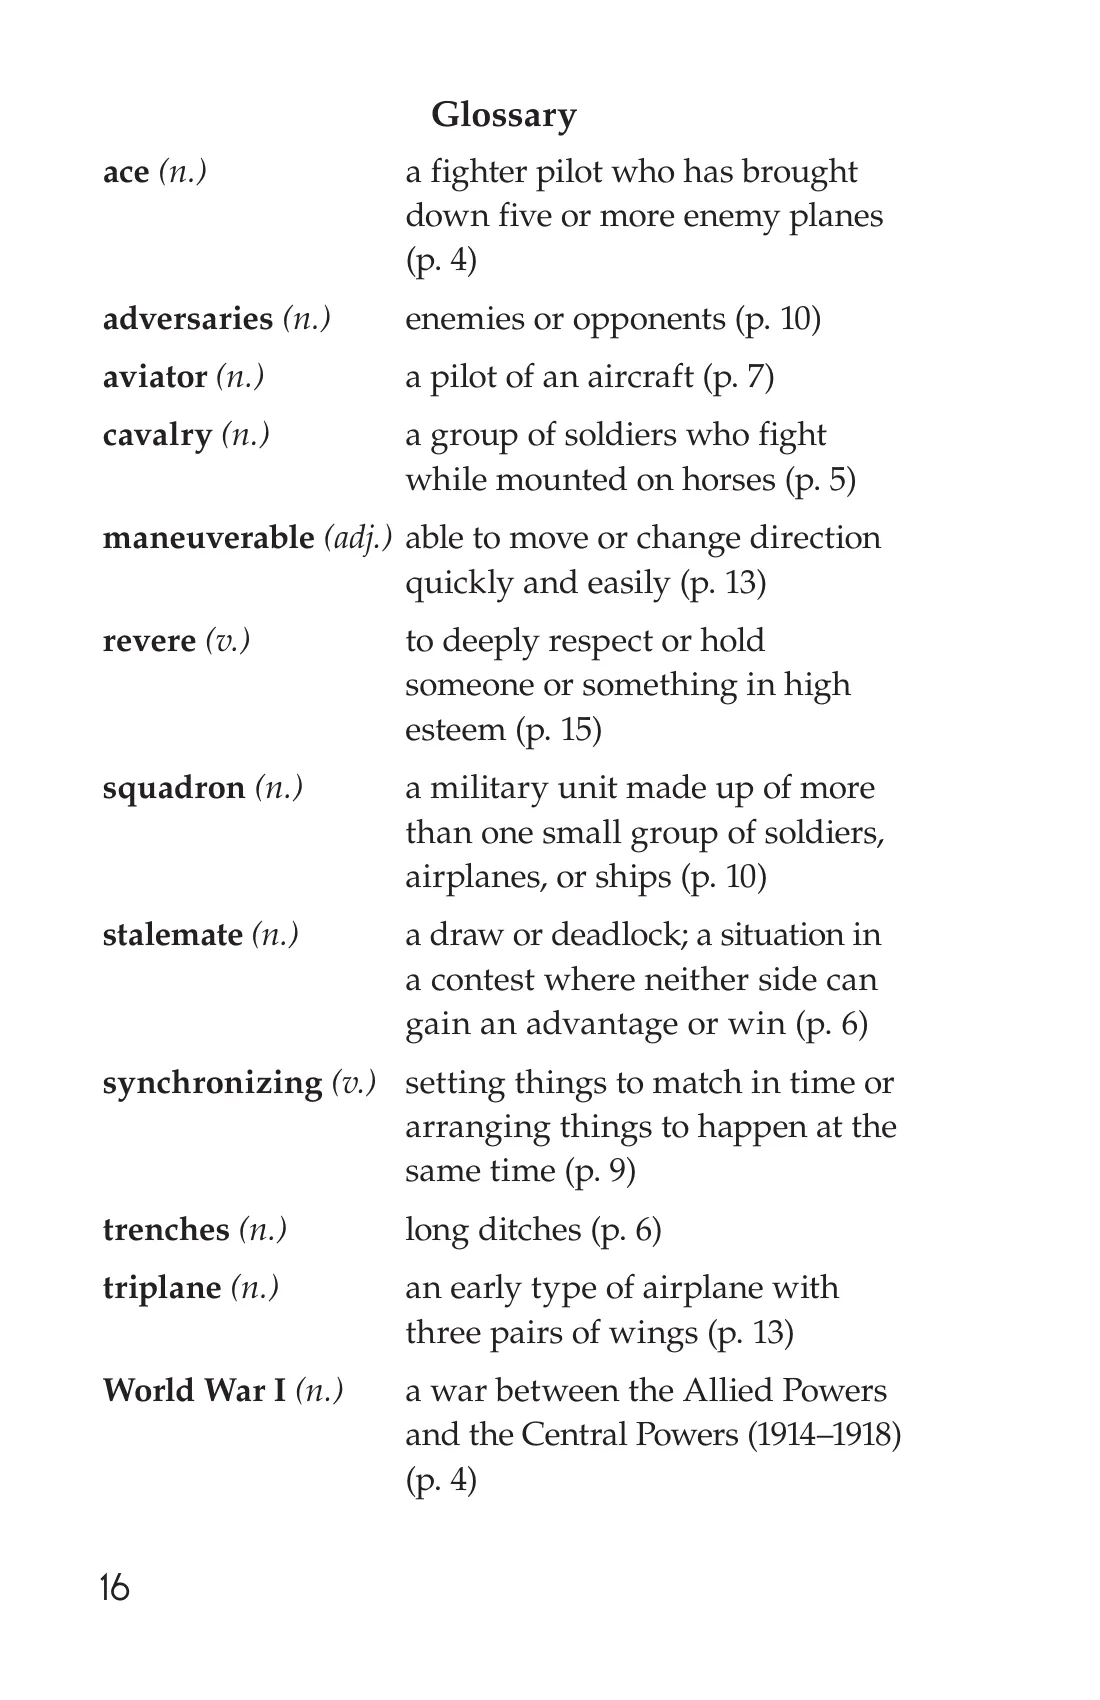 Glossary
ace (n.) a fighter pilot who has brought
down five or more enemy planes
(p. 4)
adversaries (n.) enemies or opponents (p. 10)
aviator (n.) a pilot of an aircraft (p. 7)
cavalry (n.) a group of soldiers who fight
while mounted on horses (p. 5)
maneuverable (adj.) able to move or change direction
quickly and easily (p. 13)
revere (v.) to deeply respect or hold
someone or something in high
esteem (p. 15)
squadron (n.) a military unit made up of more
than one small group of soldiers,
airplanes, or ships (p. 10)
stalemate (n.) a draw or deadlock; a situation in
a contest where neither side can
gain an advantage or win (p. 6)
synchronizing (v.) setting things to match in time or
arranging things to happen at the
same time (p. 9)
trenches (n.) long ditches (p. 6)
triplane (n.) an early type of airplane with
three pairs of wings (p. 13)
World War I (n.) a war between the Allied Powers
and the Central Powers (1914–1918)
(p. 4)
16